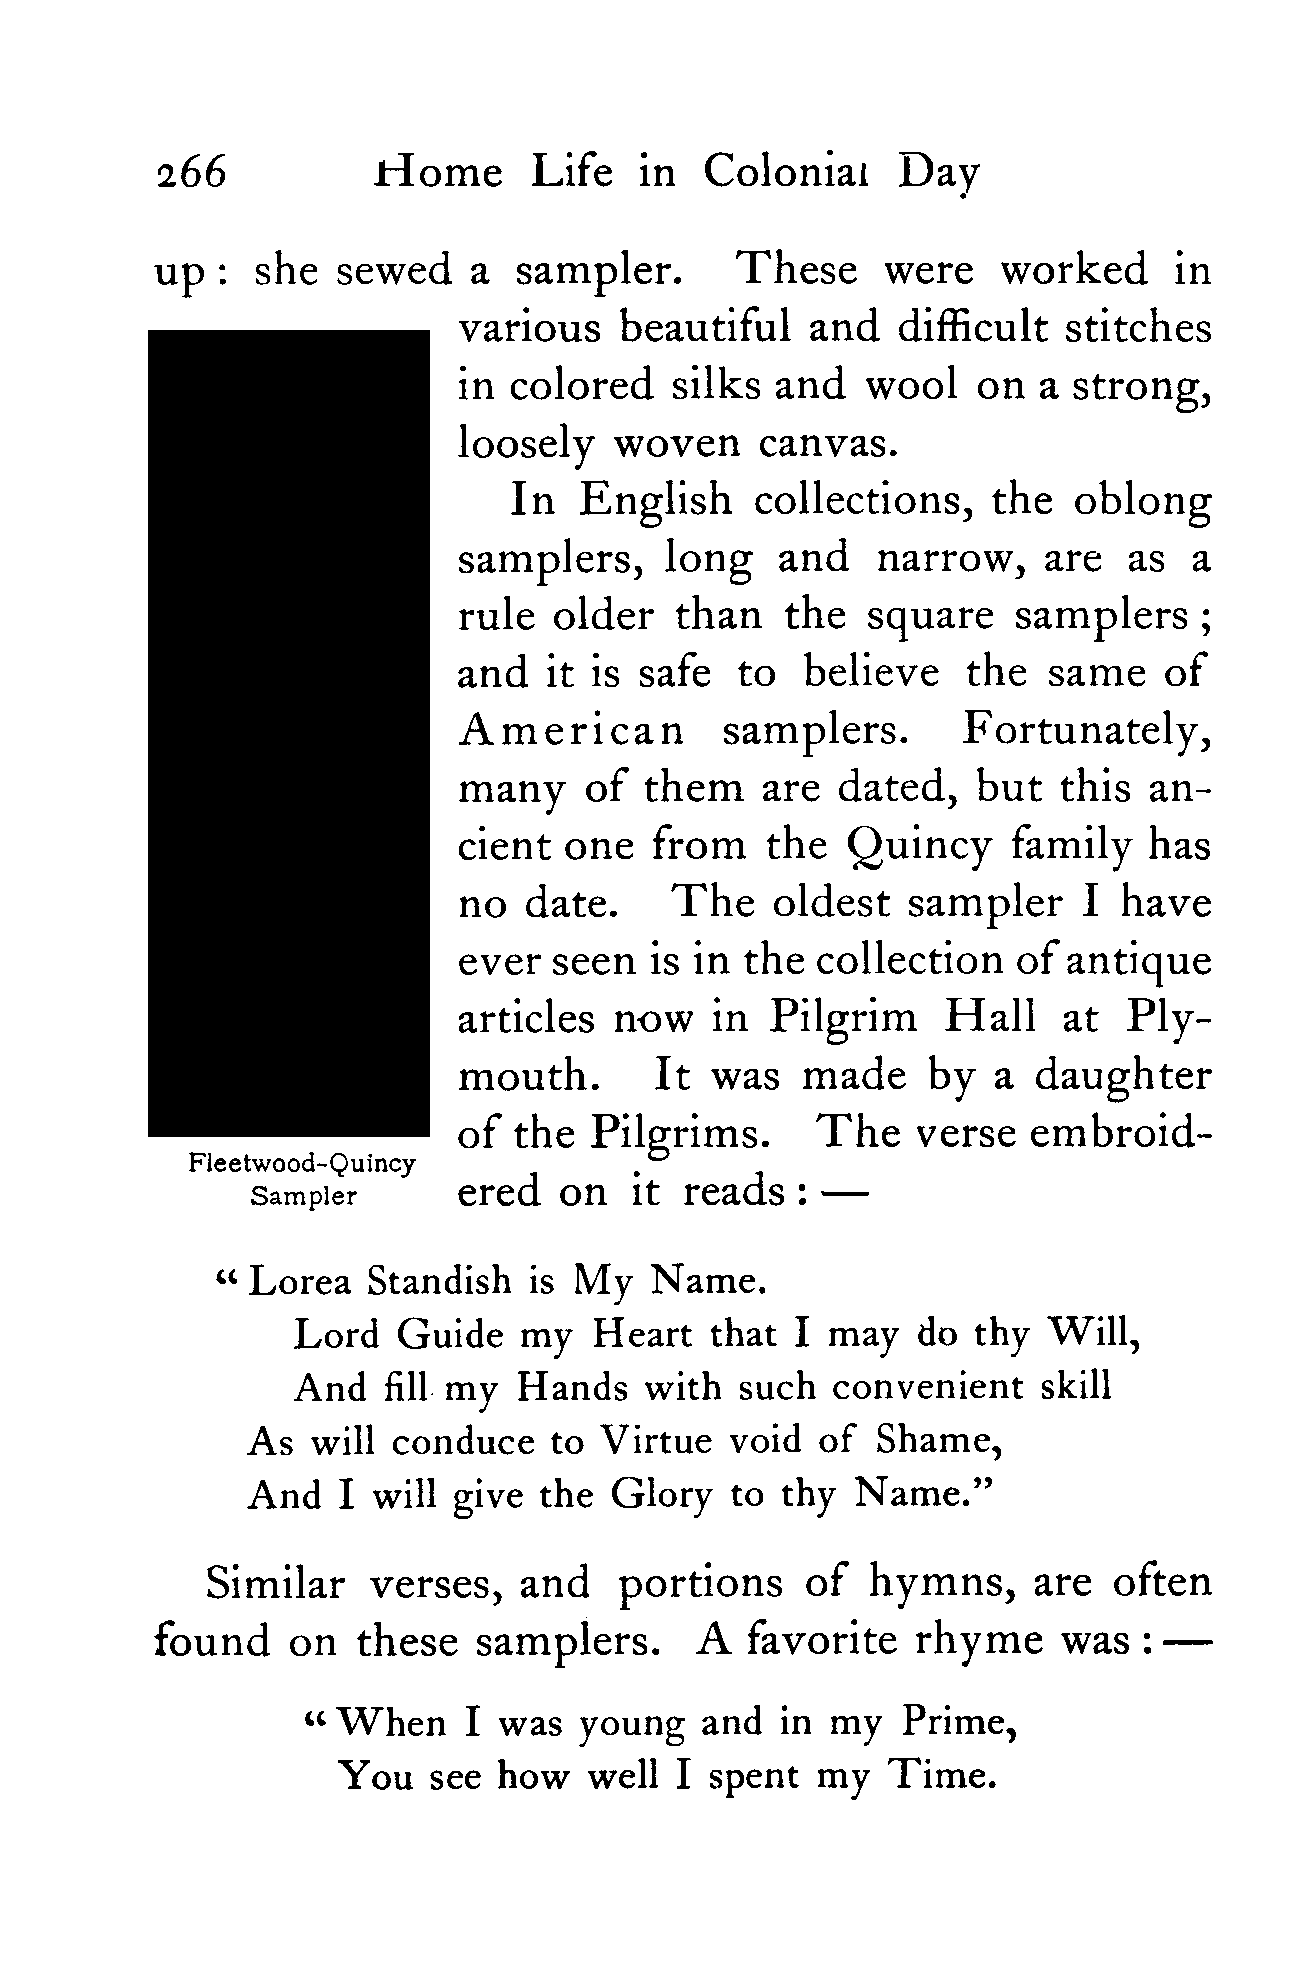 266 Home Life in Colonial Day
up : she sewed a sampler. These were worked in
various beautiful and difficult stitches
in colored silks and wool on a strong,
loosely woven canvas.
In English collections, the oblong
samplers, long and narrow, are as a
rule older than the square samplers ;
and it is safe to believe the same of
American samplers. Fortunately,
many of them are dated, but this an-
cient one from the Quincy family has
no date. The oldest sampler I have
ever seen is in the collection of antique
articles now in Pilgrim Hall at Ply-
mouth. It was made by a daughter
of the Pilgrims. The verse embroid-
ered on it reads : —
Fleetwood-Quincy
Sampler
“ Lorea Standish is My Name.
Lord Guide my Heart that I may do thy Will,
And fill my Hands with such convenient skill
As will conduce to Virtue void of Shame,
And I will give the Glory to thy Name.”
Similar verses, and portions of hymns, are often
found on these samplers. A favorite rhyme was : —
“ When I was young and in my Prime,
You see how well I spent my Time.